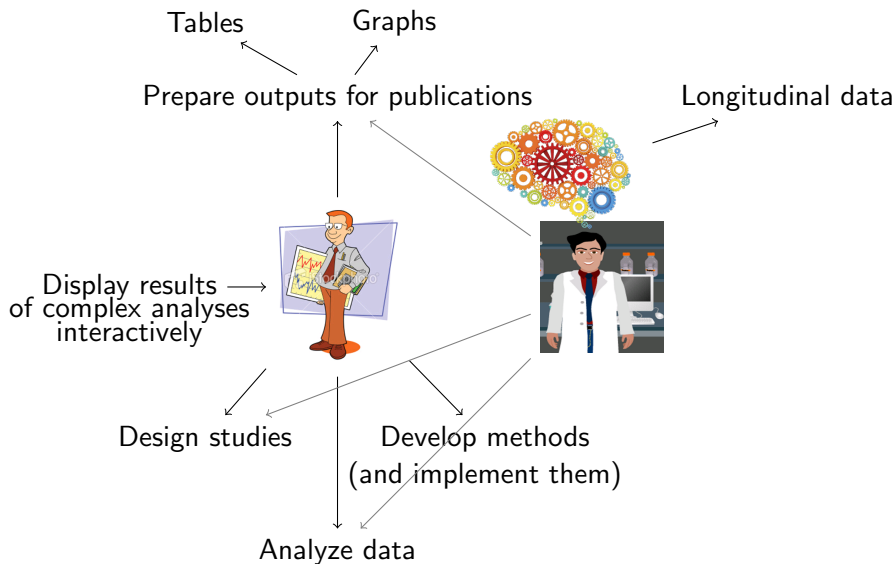 Tables
Graphs
Prepare outputs for publications
Longitudinal data
Display results
of complex analyses
interactively
Design studies
Develop methods
(and implement them)
Analyze data